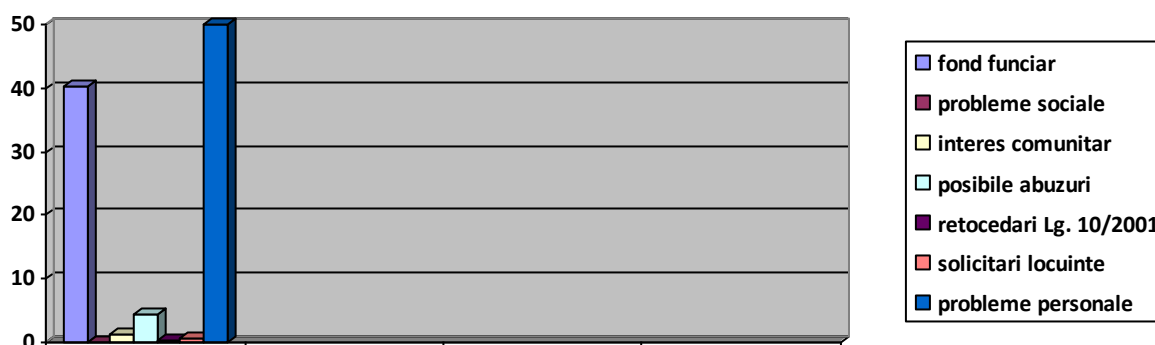 50
40
30
20
10
0
fond funciar
probleme sociale
interes comunitar
posibile abuzuri
retocedari Lg. 10/2001
solicitari locuinte
probleme personale